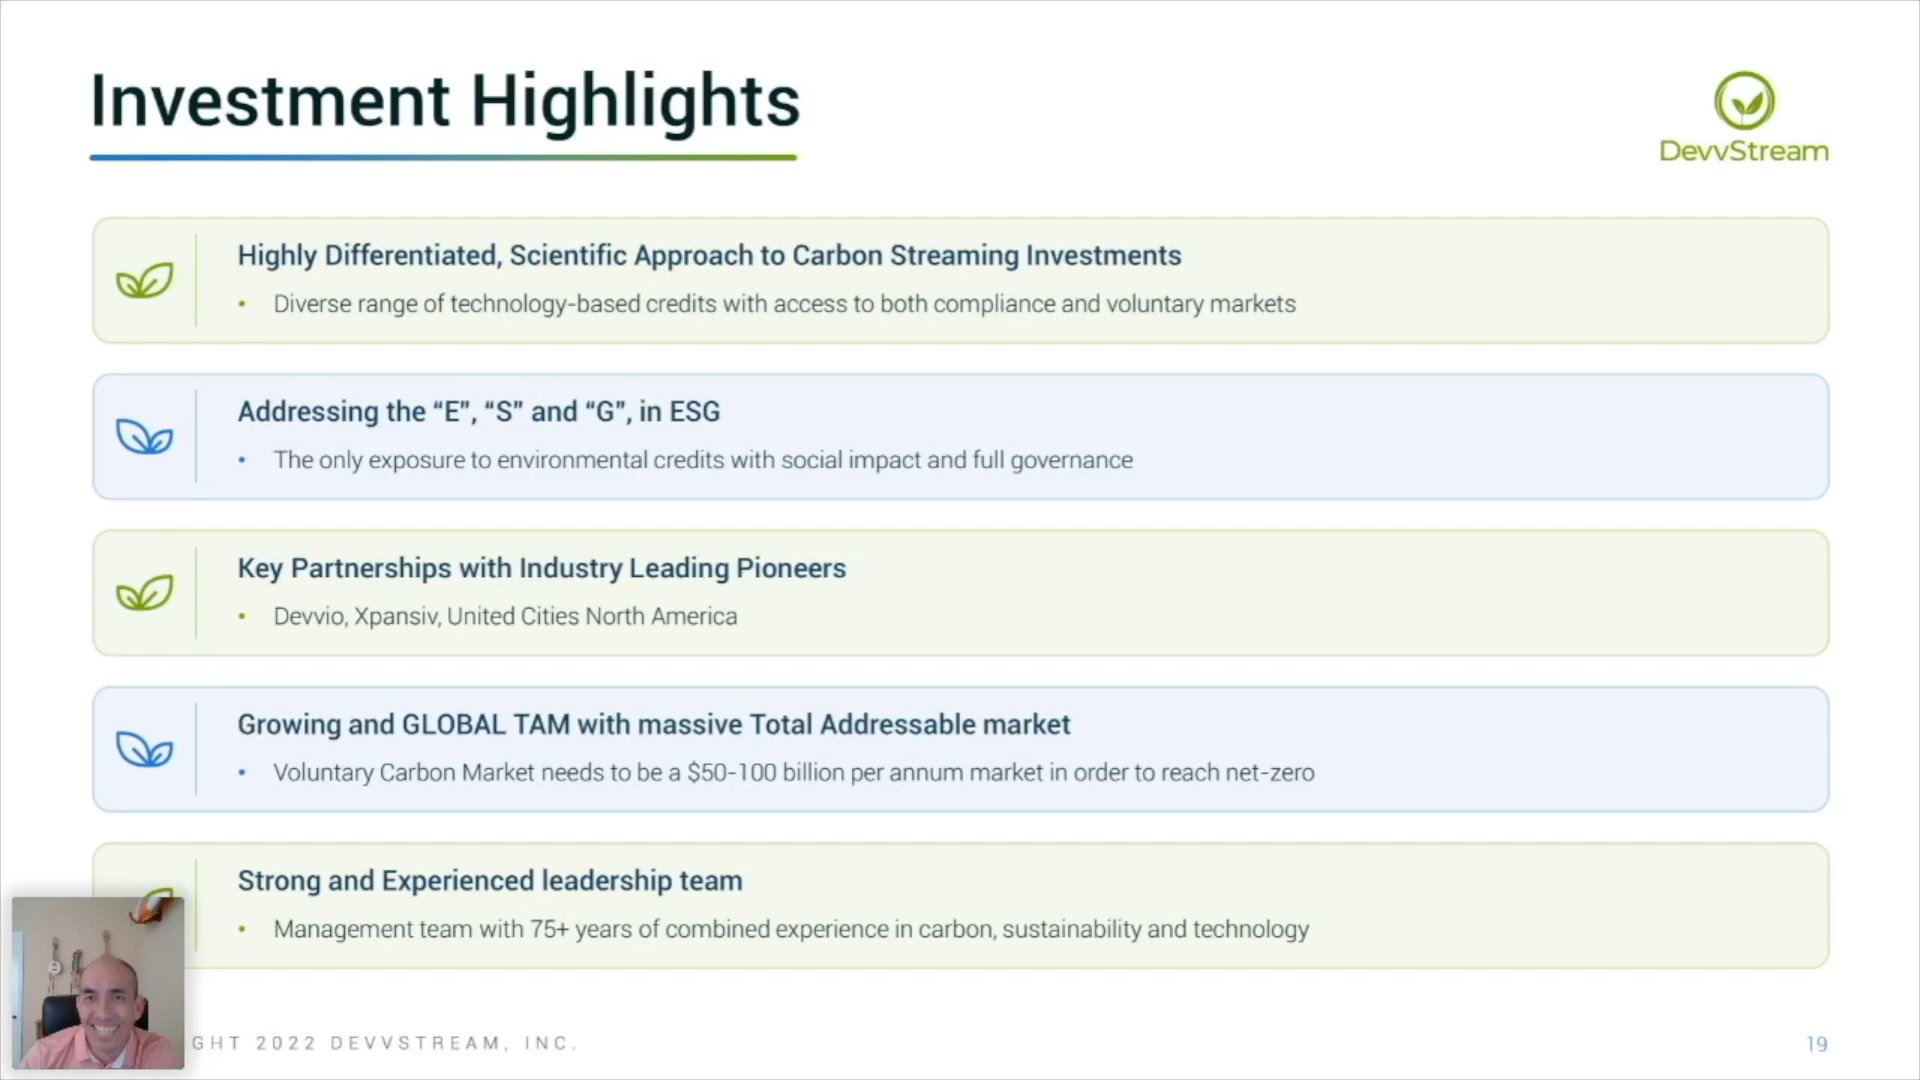 Investment Highlights
DevvStream
Highly Differentiated, Scientific Approach to Carbon Streaming Investments
• Diverse range of technology-based credits with access to both compliance and voluntary markets
Addressing the “E”, “S” and “G”, in ESG
• The only exposure to environmental credits with social impact and full governance
Key Partnerships with Industry Leading Pioneers
• Devvio, Xpansiv, United Cities North America
Growing and GLOBAL TAM with massive Total Addressable market
• Voluntary Carbon Market needs to be a $50-100 billion per annum market in order to reach net-zero
Strong and Experienced leadership team
• Management team with 75+ years of combined experience in carbon, sustainability and technology
GHT 2022 DEVVSTREAM, INC.
19